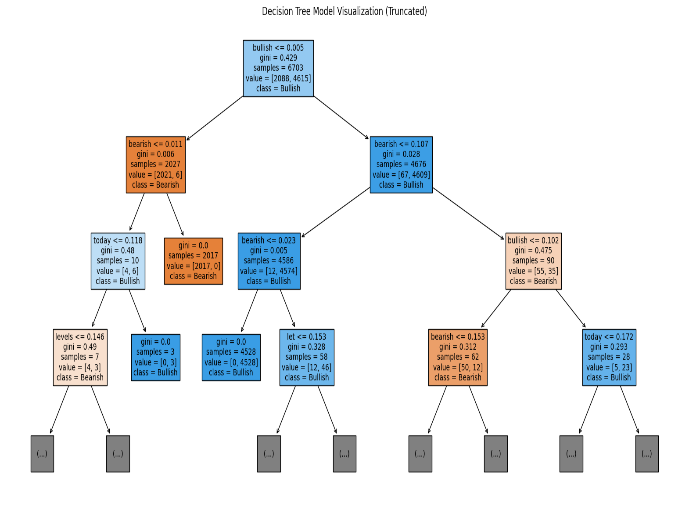 Decision Tree Model Visualization (Truncated)
bullish <= 0.005
gini = 0.429
samples = 6703
value = [2088, 4615]
class = Bullish
bearish <= 0.011
gini = 0.006
samples = 2027
value = [2021, 6]
class = Bearish
bearish <= 0.107
gini = 0.028
samples = 4676
value = [67, 4609]
class = Bullish
today <= 0.118
gini = 0.48
samples = 10
value = [4, 6]
class = Bullish
gini = 0.0
samples = 2017
value = [2017, 0]
class = Bearish
bearish <= 0.023
gini = 0.005
samples = 4586
value = [12, 4574]
class = Bullish
bullish <= 0.102
gini = 0.475
samples = 90
value = [55, 35]
class = Bearish
levels <= 0.146
gini = 0.49
samples = 7
value = [4, 3]
class = Bearish
gini = 0.0
samples = 3
value = [0, 3]
class = Bullish
gini = 0.0
samples = 4528
value = [0, 4528]
class = Bullish
let <= 0.153
gini = 0.328
samples = 58
value = [12, 46]
class = Bullish
bearish <= 0.153
gini = 0.312
samples = 62
value = [50, 12]
class = Bearish
today <= 0.172
gini = 0.293
samples = 28
value = [5, 23]
class = Bullish
(...)
(...)
(...)
(...)
(...)
(...)
(...)
(...)